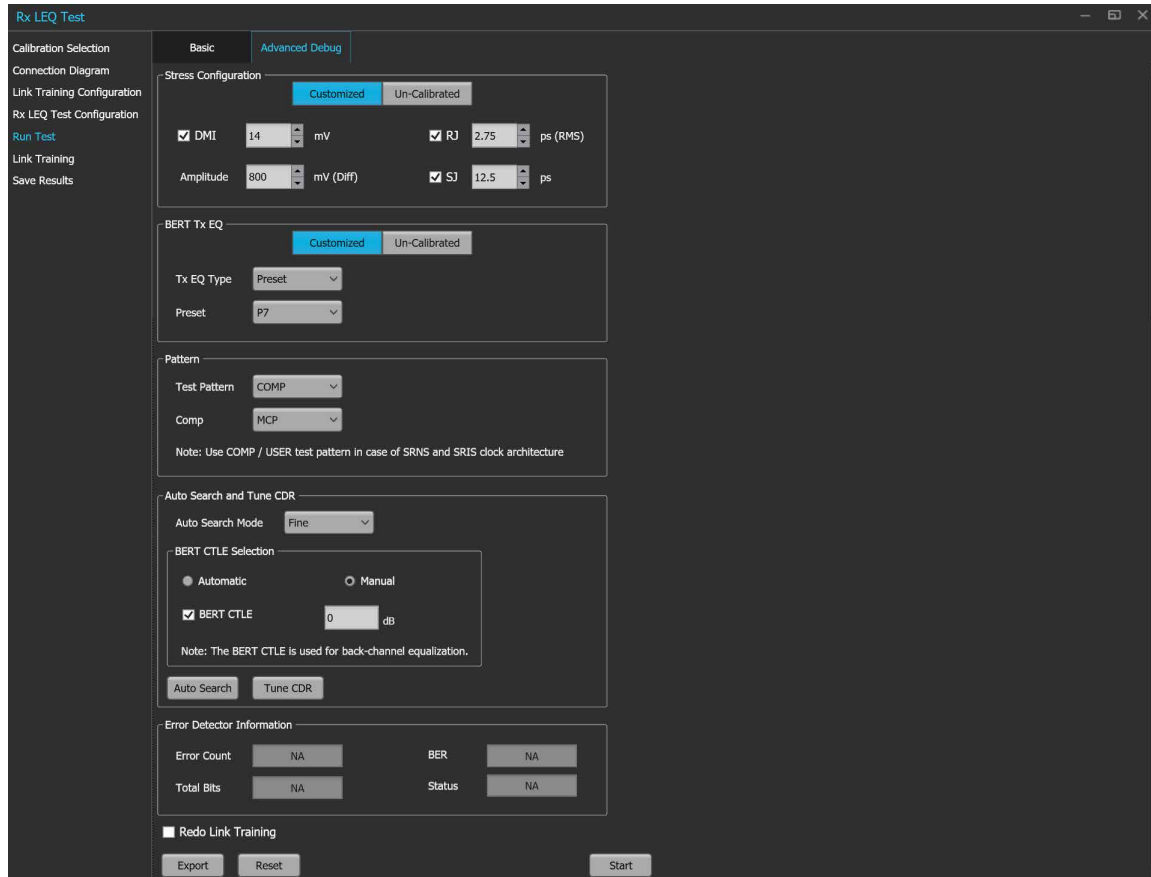 Rx LEQ Test
Calibration Selection
Connection Diagram
Link Training Configuration
Rx LEQ Test Configuration
Run Test
Link Training
Save Results
Basic Advanced Debug
Stress Configuration
Customized Un-Calibrated
DMI 14 mV RJ 2.75 ps (RMS)
Amplitude 800 mV (Diff) SJ 12.5 ps
BERT Tx EQ
Customized Un-Calibrated
Tx EQ Type Preset
Preset P7
Pattern
Test Pattern COMP
Comp MCP
Note: Use COMP / USER test pattern in case of SRNS and SRIS clock architecture
Auto Search and Tune CDR
Auto Search Mode Fine
BERT CTLE Selection
Automatic Manual
BERT CTLE 0 dB
Note: The BERT CTLE is used for back-channel equalization.
Auto Search Tune CDR
Error Detector Information
Error Count NA BER NA
Total Bits NA Status NA
Redo Link Training
Export Reset Start